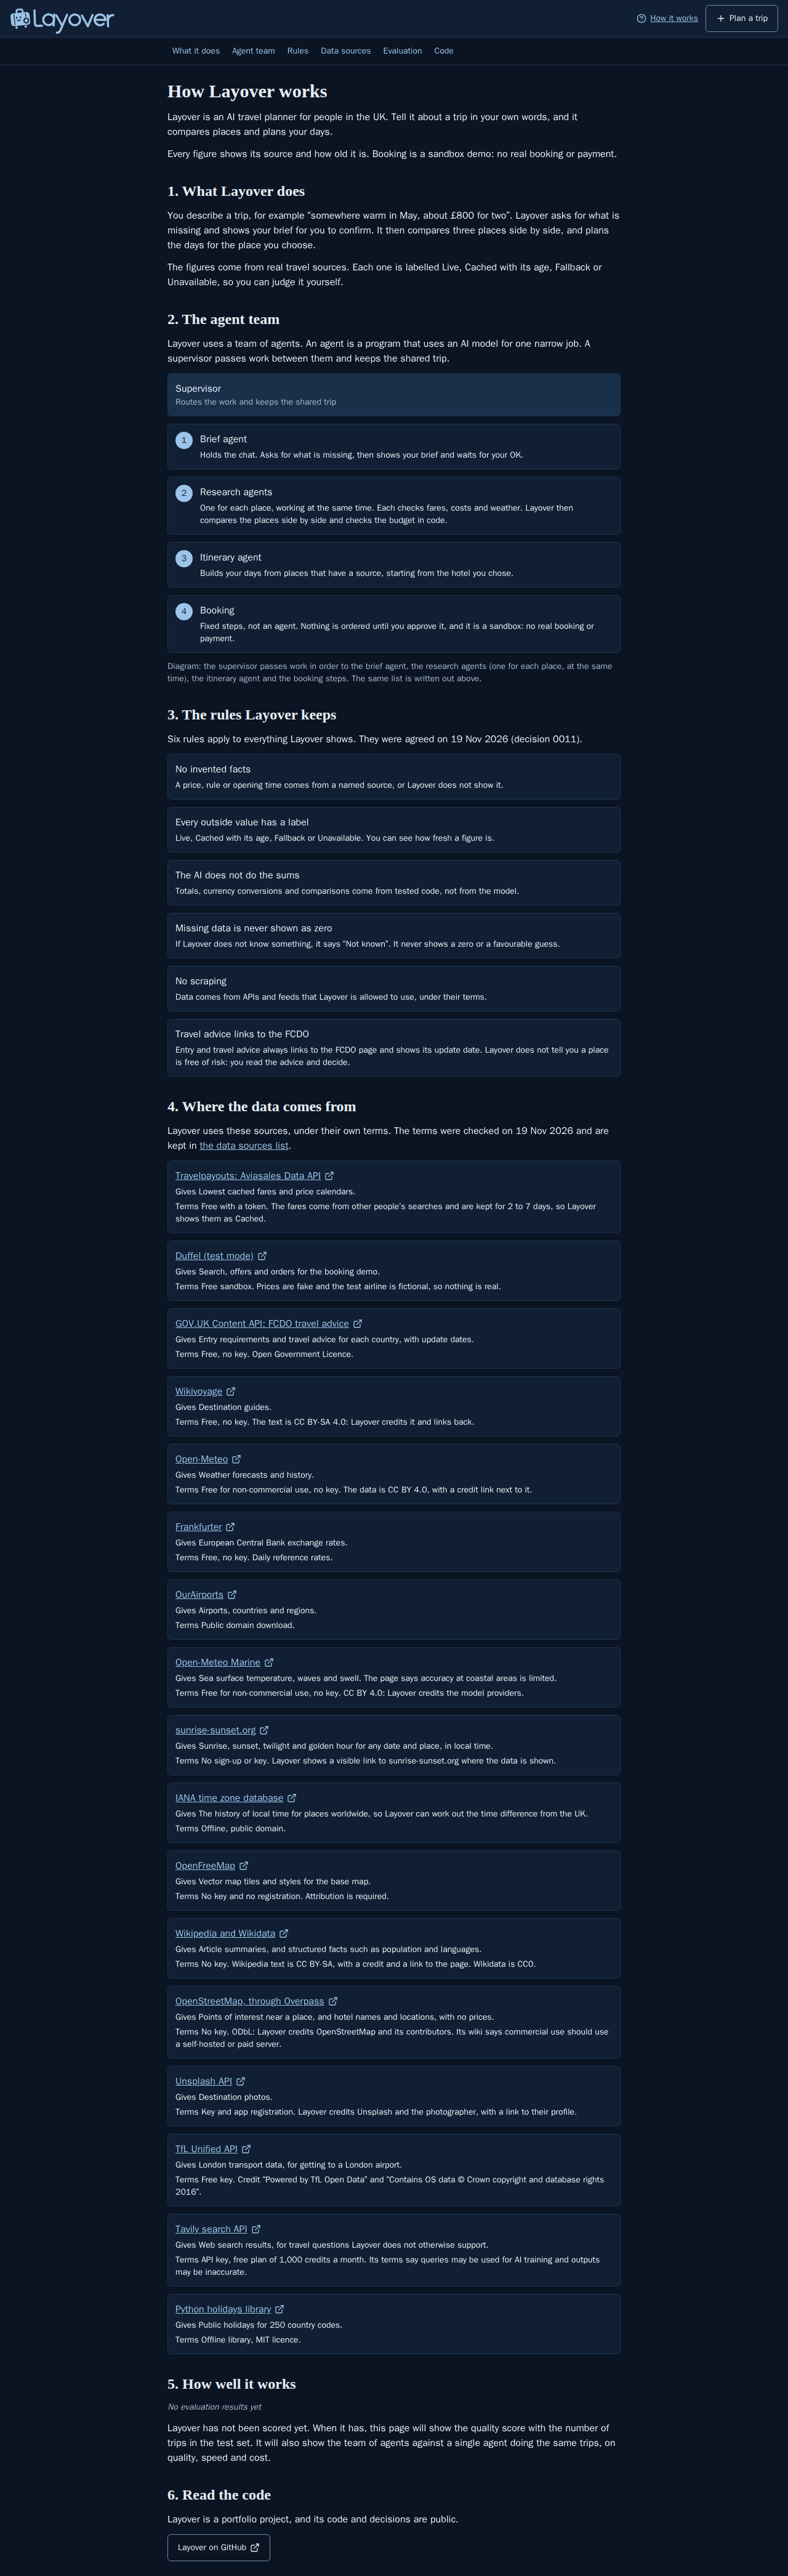 Layover
How it works
Plan a trip
What it does
Agent team
Rules
Data sources
Evaluation
Code
How Layover works
Layover is an AI travel planner for people in the UK. Tell it about a trip in your own words, and it
compares places and plans your days.
Every figure shows its source and how old it is. Booking is a sandbox demo: no real booking or payment.
1. What Layover does
You describe a trip, for example "somewhere warm in May, about £800 for two". Layover asks for what is
missing and shows your brief for you to confirm. It then compares three places side by side, and plans
the days for the place you choose.
The figures come from real travel sources. Each one is labelled Live, Cached with its age, Fallback or
Unavailable, so you can judge it yourself.
2. The agent team
Layover uses a team of agents. An agent is a program that uses an AI model for one narrow job. A
supervisor passes work between them and keeps the shared trip.
Supervisor
Routes the work and keeps the shared trip
1
Brief agent
Holds the chat. Asks for what is missing, then shows your brief and waits for your OK.
2
Research agents
One for each place, working at the same time. Each checks fares, costs and weather. Layover then
compares the places side by side and checks the budget in code.
3
Itinerary agent
Builds your days from places that have a source, starting from the hotel you chose.
4
Booking
Fixed steps, not an agent. Nothing is ordered until you approve it, and it is a sandbox: no real booking or
payment.
Diagram: the supervisor passes work in order to the brief agent, the research agents (one for each place, at the same
time), the itinerary agent and the booking steps. The same list is written out above.
3. The rules Layover keeps
Six rules apply to everything Layover shows. They were agreed on 19 Nov 2026 (decision 0011).
No invented facts
A price, rule or opening time comes from a named source, or Layover does not show it.
Every outside value has a label
Live, Cached with its age, Fallback or Unavailable. You can see how fresh a figure is.
The AI does not do the sums
Totals, currency conversions and comparisons come from tested code, not from the model.
Missing data is never shown as zero
If Layover does not know something, it says "Not known". It never shows a zero or a favourable guess.
No scraping
Data comes from APIs and feeds that Layover is allowed to use, under their terms.
Travel advice links to the FCDO
Entry and travel advice always links to the FCDO page and shows its update date. Layover does not tell you a place
is free of risk: you read the advice and decide.
4. Where the data comes from
Layover uses these sources, under their own terms. The terms were checked on 19 Nov 2026 and are
kept in the data sources list.
Travelpayouts: Aviasales Data API
Gives Lowest cached fares and price calendars.
Terms Free with a token. The fares come from other people's searches and are kept for 2 to 7 days, so Layover
shows them as Cached.
Duffel (test mode)
Gives Search, offers and orders for the booking demo.
Terms Free sandbox. Prices are fake and the test airline is fictional, so nothing is real.
GOV.UK Content API: FCDO travel advice
Gives Entry requirements and travel advice for each country, with update dates.
Terms Free, no key. Open Government Licence.
Wikivoyage
Gives Destination guides.
Terms Free, no key. The text is CC BY-SA 4.0: Layover credits it and links back.
Open-Meteo
Gives Weather forecasts and history.
Terms Free for non-commercial use, no key. The data is CC BY 4.0, with a credit link next to it.
Frankfurter
Gives European Central Bank exchange rates.
Terms Free, no key. Daily reference rates.
OurAirports
Gives Airports, countries and regions.
Terms Public domain download.
Open-Meteo Marine
Gives Sea surface temperature, waves and swell. The page says accuracy at coastal areas is limited.
Terms Free for non-commercial use, no key. CC BY 4.0: Layover credits the model providers.
sunrise-sunset.org
Gives Sunrise, sunset, twilight and golden hour for any date and place, in local time.
Terms No sign-up or key. Layover shows a visible link to sunrise-sunset.org where the data is shown.
IANA time zone database
Gives The history of local time for places worldwide, so Layover can work out the time difference from the UK.
Terms Offline, public domain.
OpenFreeMap
Gives Vector map tiles and styles for the base map.
Terms No key and no registration. Attribution is required.
Wikipedia and Wikidata
Gives Article summaries, and structured facts such as population and languages.
Terms No key. Wikipedia text is CC BY-SA, with a credit and a link to the page. Wikidata is CC0.
OpenStreetMap, through Overpass
Gives Points of interest near a place, and hotel names and locations, with no prices.
Terms No key. ODbL: Layover credits OpenStreetMap and its contributors. Its wiki says commercial use should use
a self-hosted or paid server.
Unsplash API
Gives Destination photos.
Terms Key and app registration. Layover credits Unsplash and the photographer, with a link to their profile.
TfL Unified API
Gives London transport data, for getting to a London airport.
Terms Free key. Credit "Powered by TfL Open Data" and "Contains OS data © Crown copyright and database rights
2016".
Tavily search API
Gives Web search results, for travel questions Layover does not otherwise support.
Terms API key, free plan of 1,000 credits a month. Its terms say queries may be used for AI training and outputs
may be inaccurate.
Python holidays library
Gives Public holidays for 250 country codes.
Terms Offline library, MIT licence.
5. How well it works
No evaluation results yet
Layover has not been scored yet. When it has, this page will show the quality score with the number of
trips in the test set. It will also show the team of agents against a single agent doing the same trips, on
quality, speed and cost.
6. Read the code
Layover is a portfolio project, and its code and decisions are public.
Layover on GitHub